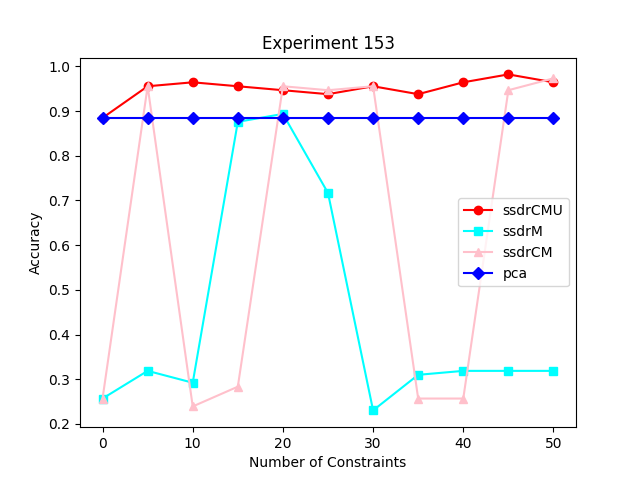 Experiment 153
Accuracy
1.0
0.9
0.8
0.7
0.6
0.5
0.4
0.3
0.2
ssdrCMU
ssdrM
ssdrCM
pca
0 10 20 30 40 50
Number of Constraints